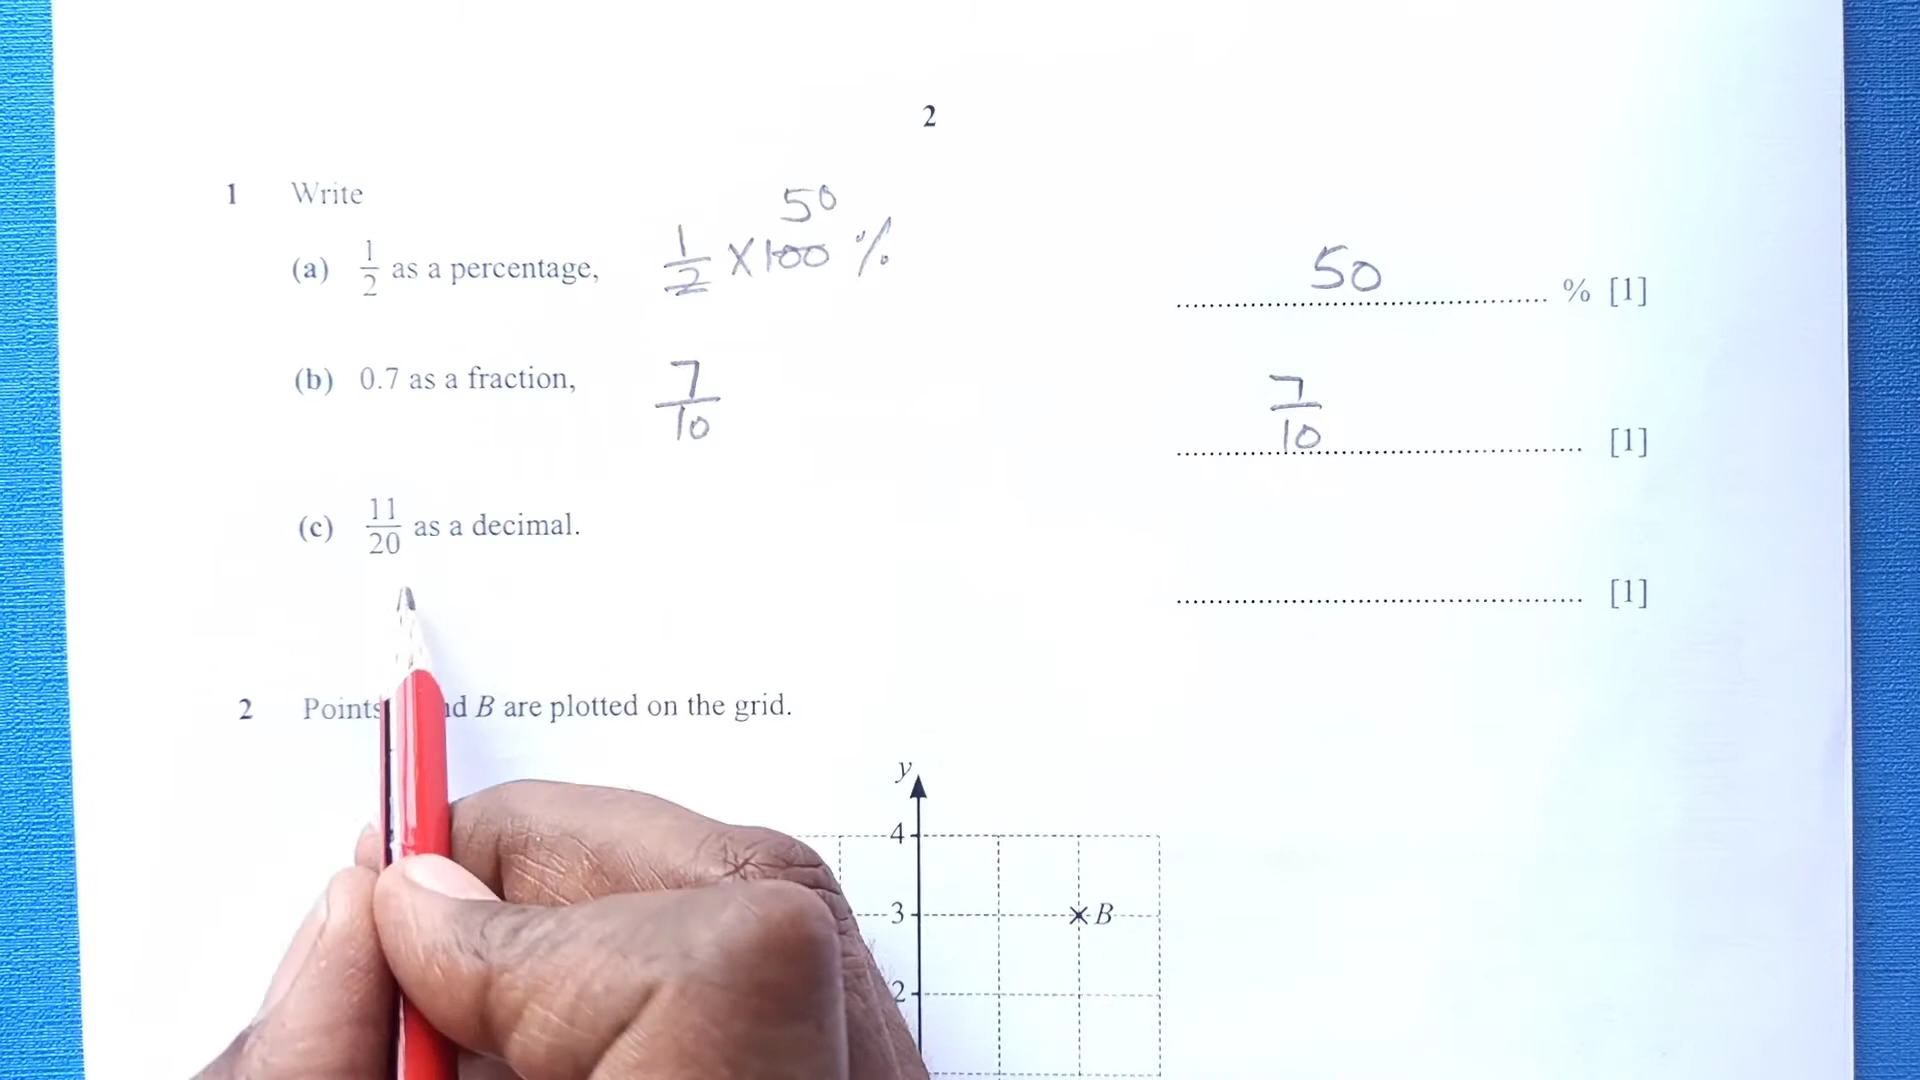 2
1 Write
50
(a) 1/2 as a percentage, 1/2 × 100 % 50 % [1]
(b) 0.7 as a fraction, 7/10 7/10 [1]
(c) 11/20 as a decimal. [1]
2 Points nd B are plotted on the grid.
y
4
3 B
2